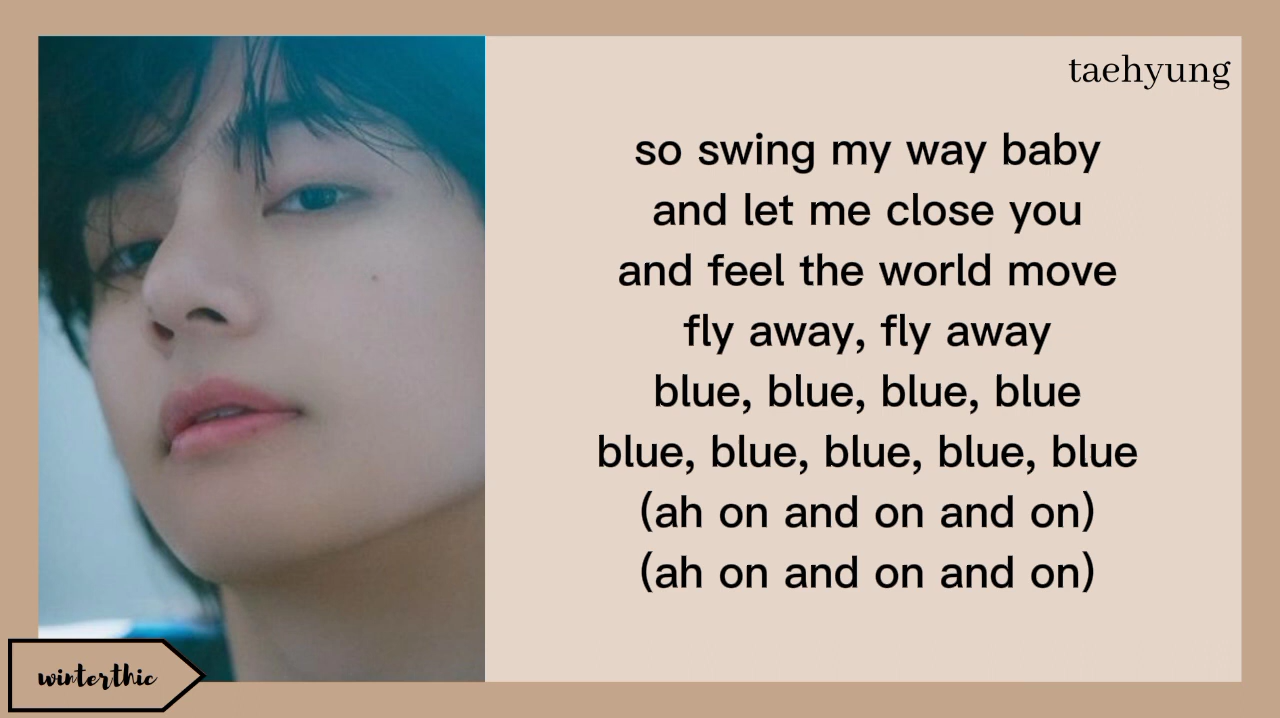 taehyung
so swing my way baby
and let me close you
and feel the world move
fly away, fly away
blue, blue, blue, blue
blue, blue, blue, blue, blue
(ah on and on and on)
(ah on and on and on)
winterthic